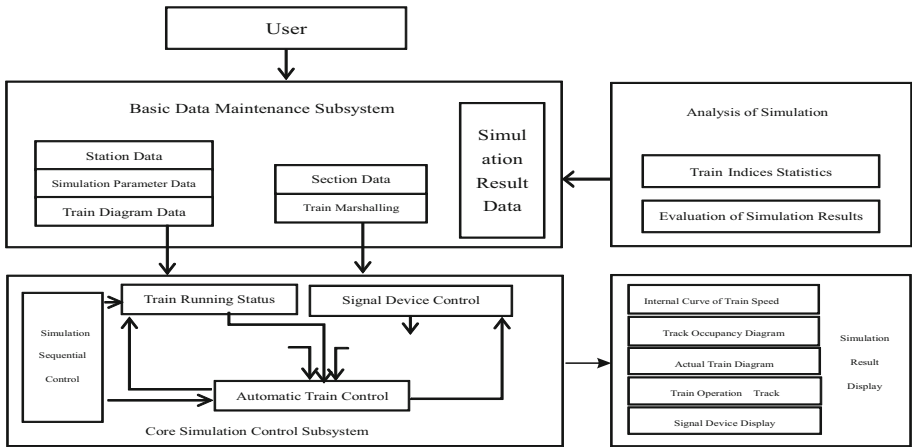 User
Basic Data Maintenance Subsystem
Station Data
Simulation Parameter Data
Train Diagram Data
Section Data
Train Marshalling
Simul
ation
Result
Data
Analysis of Simulation
Train Indices Statistics
Evaluation of Simulation Results
Simulation
Sequential
Control
Train Running Status
Signal Device Control
Automatic Train Control
Core Simulation Control Subsystem
Internal Curve of Train Speed
Track Occupancy Diagram
Actual Train Diagram
Train Operation Track
Signal Device Display
Simulation
Result
Display